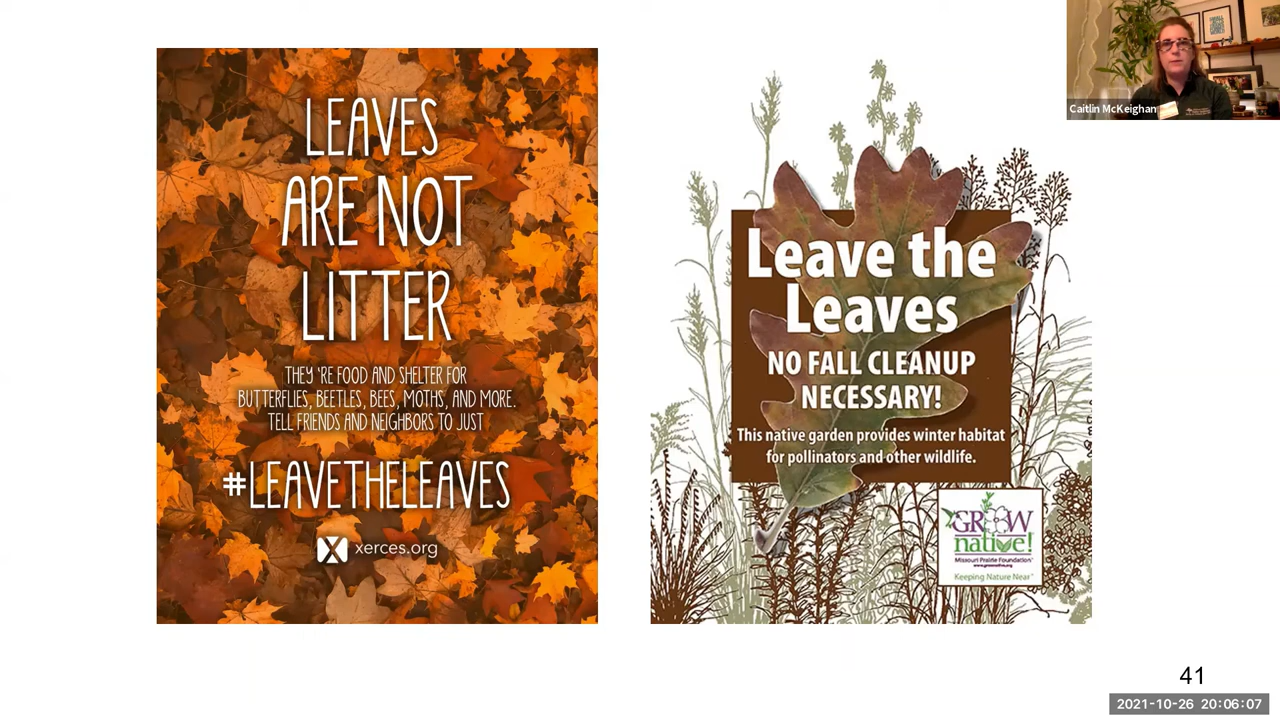 LEAVES
ARE NOT
LITTER
THEY 'RE FOOD AND SHELTER FOR
BUTTERFLIES, BEETLES, BEES, MOTHS, AND MORE.
TELL FRIENDS AND NEIGHBORS TO JUST
#LEAVETHELEAVES
xerces.org
Leave the
Leaves
NO FALL CLEANUP
NECESSARY!
This native garden provides winter habitat
for pollinators and other wildlife.
GROW
native!
Missouri Prairie Foundation
www.grownative.org
Keeping Nature Near
Caitlin McKeighan
41
2021-10-26 20:06:07